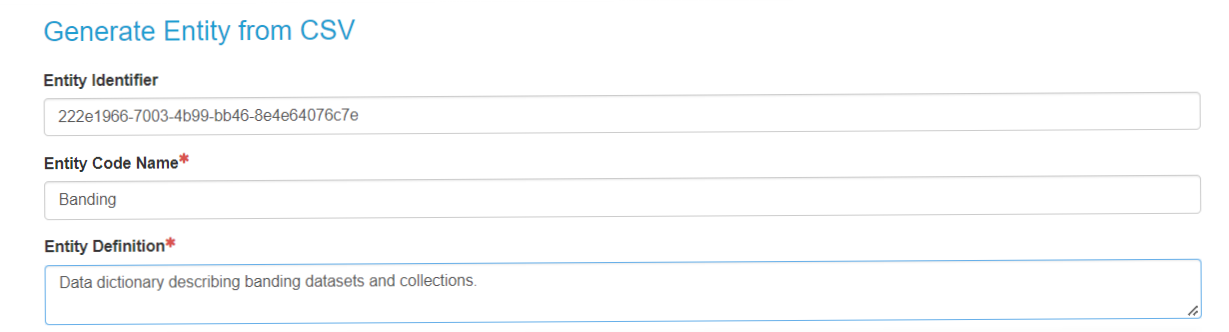 Generate Entity from CSV
Entity Identifier
222e1966-7003-4b99-bb46-8e4e64076c7e
Entity Code Name*
Banding
Entity Definition*
Data dictionary describing banding datasets and collections.